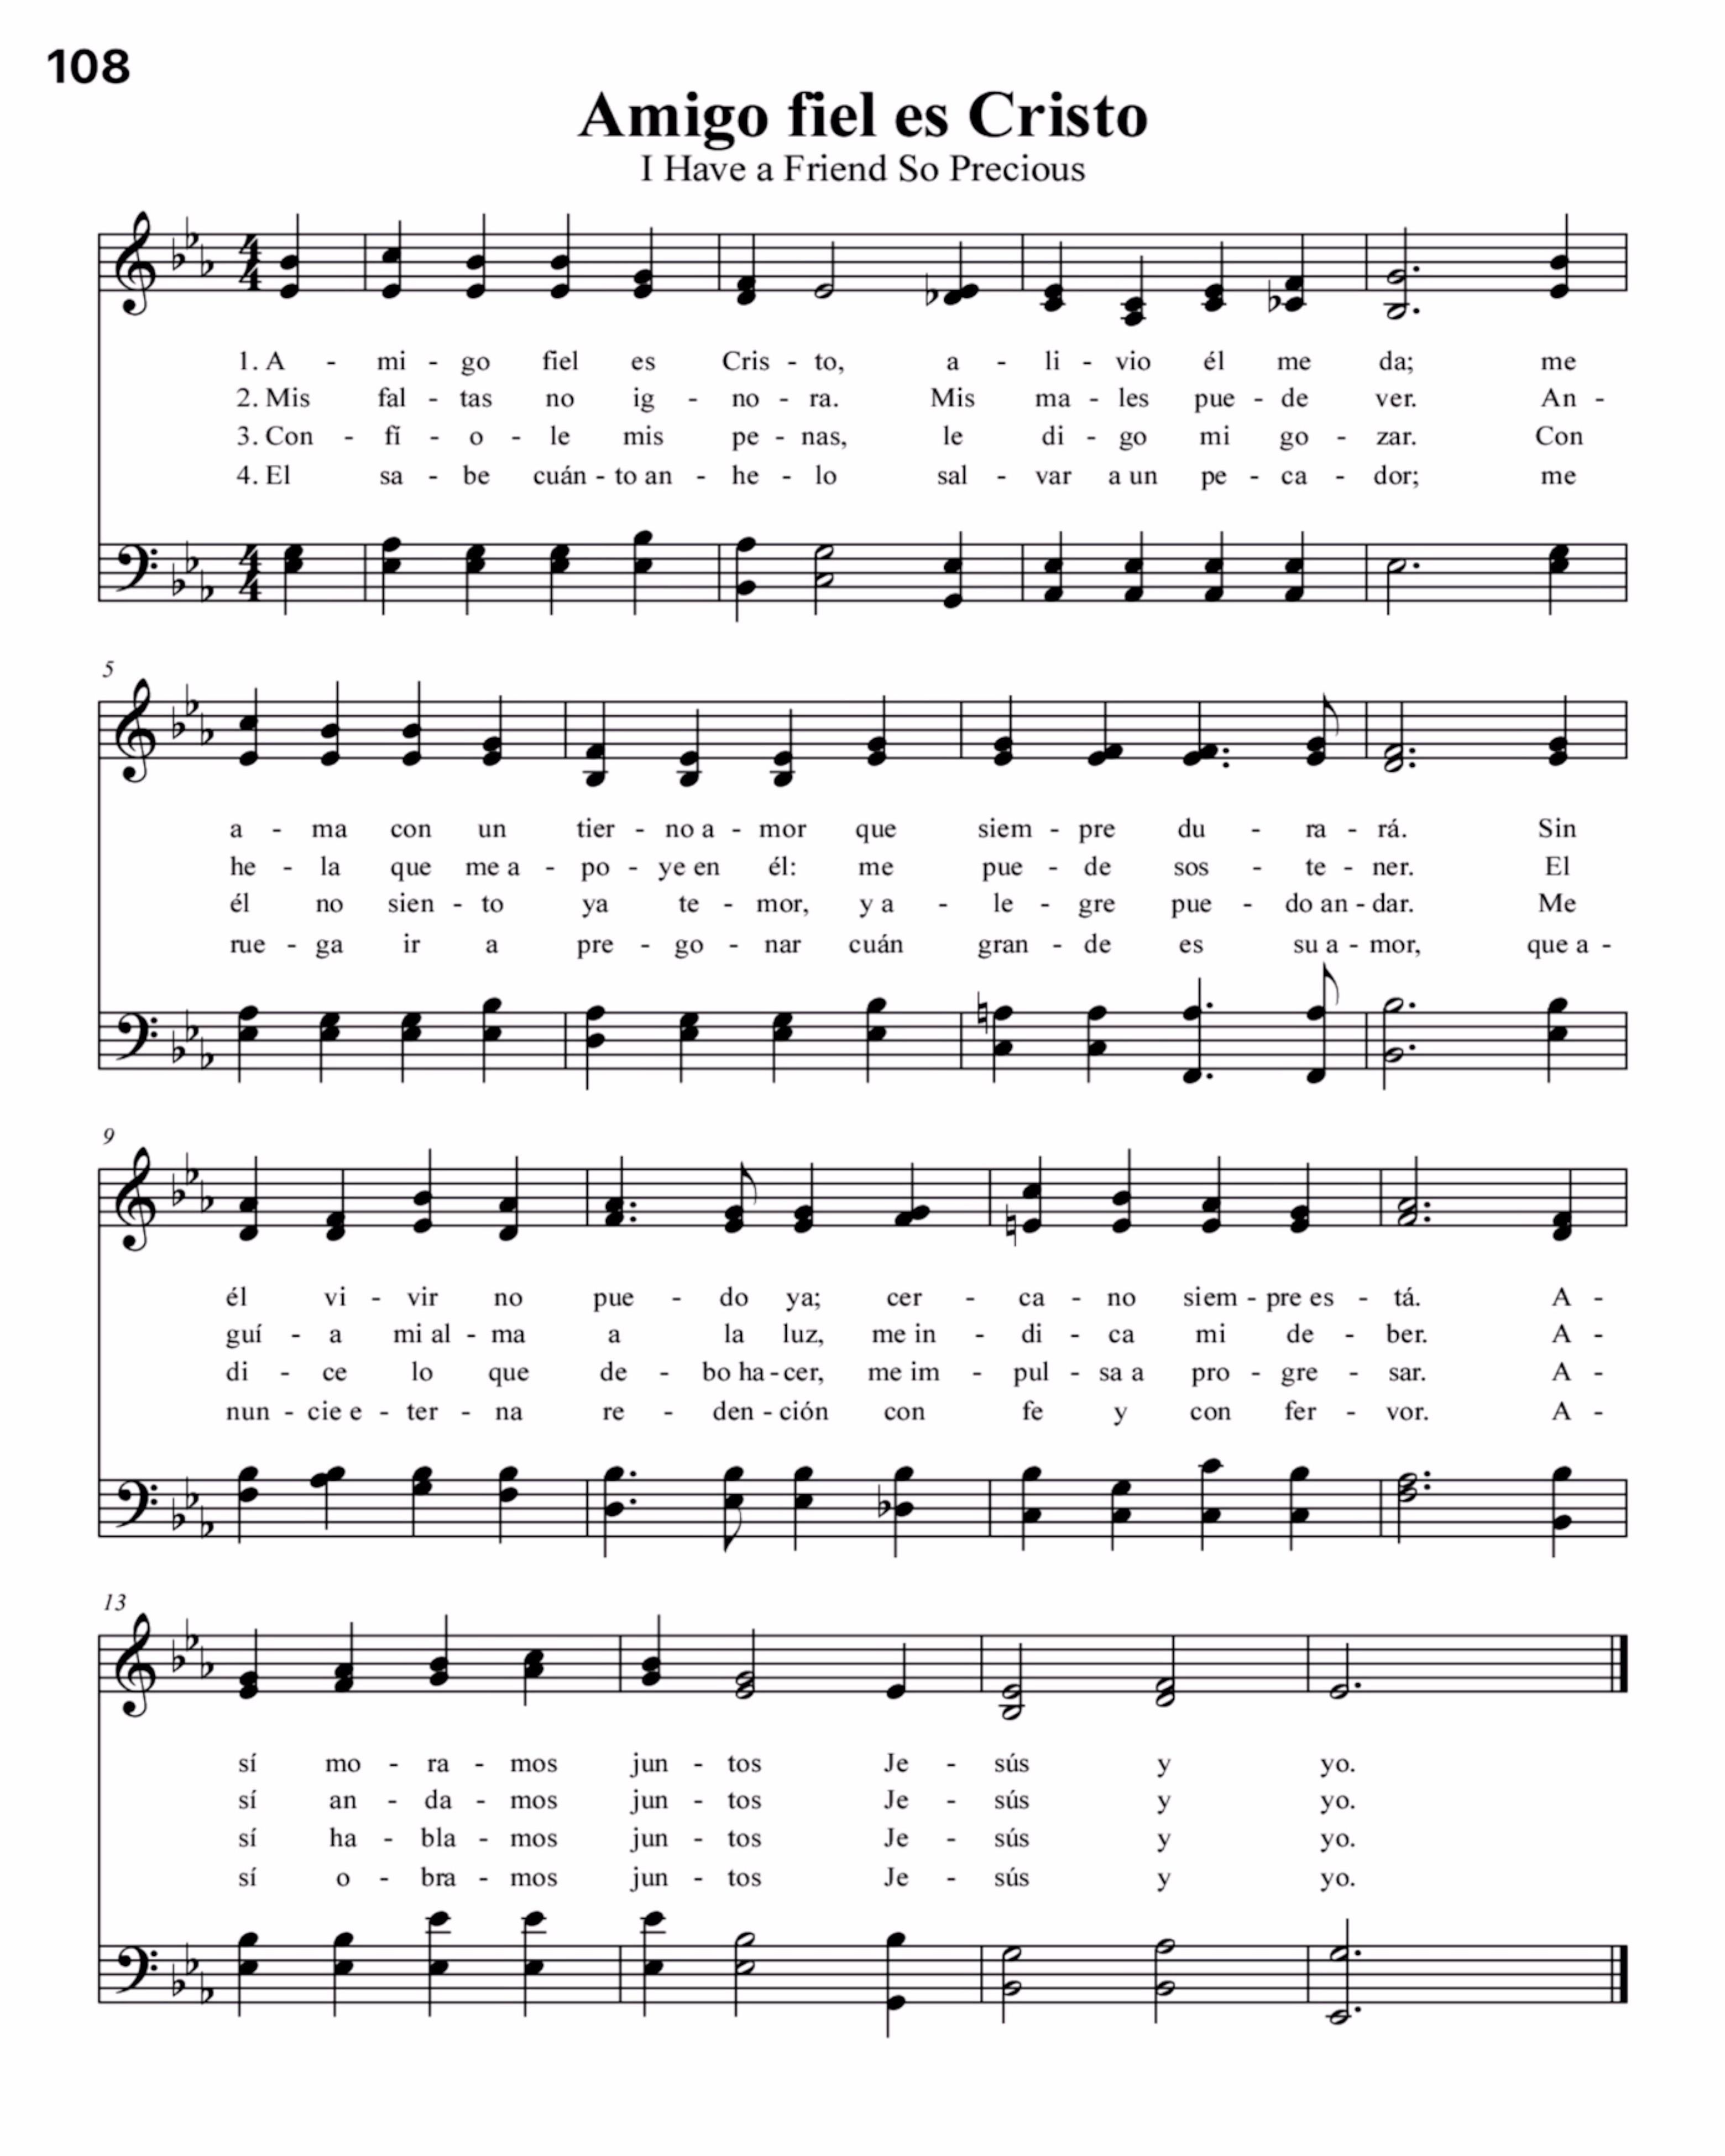 108
Amigo fiel es Cristo
I Have a Friend So Precious
1. A - mi - go fiel es Cris - to, a - li - vio él me da; me
2. Mis fal - tas no ig - no - ra. Mis ma - les pue - de ver. An -
3. Con - fí - o - le mis pe - nas, le di - go mi go - zar. Con
4. El sa - be cuán - to an - he - lo sal - var a un pe - ca - dor; me
5
a - ma con un tier - no a - mor que siem - pre du - ra - rá. Sin
he - la que me a - po - ye en él: me pue - de sos - te - ner. El
él no sien - to ya te - mor, y a - le - gre pue - do an - dar. Me
rue - ga ir a pre - go - nar cuán gran - de es su a - mor, que a -
9
él vi - vir no pue - do ya; cer - ca - no siem - pre es - tá. A -
guí - a mi al - ma a la luz, me in - di - ca mi de - ber. A -
di - ce lo que de - bo ha - cer, me im - pul - sa a pro - gre - sar. A -
nun - cie e - ter - na re - den - ción con fe y con fer - vor. A -
13
sí mo - ra - mos jun - tos Je - sús y yo.
sí an - da - mos jun - tos Je - sús y yo.
sí ha - bla - mos jun - tos Je - sús y yo.
sí o - bra - mos jun - tos Je - sús y yo.